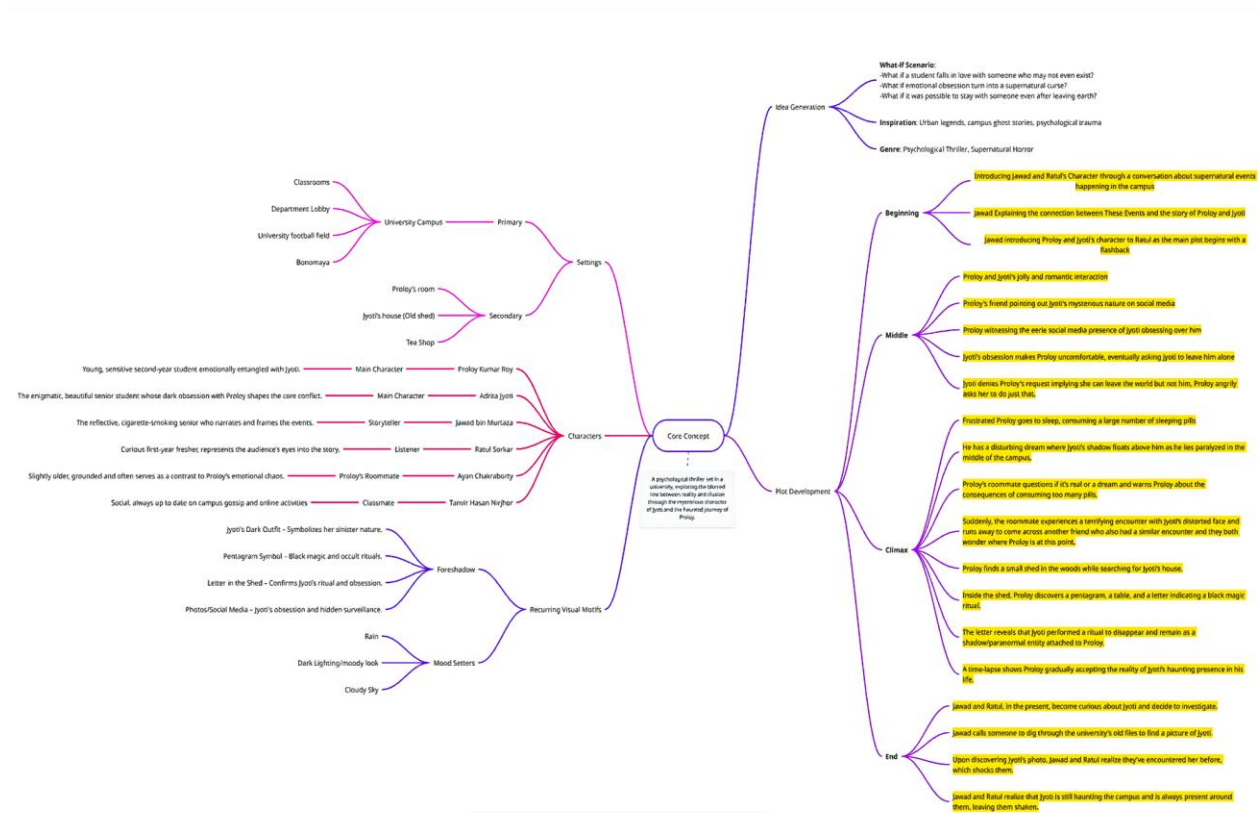 Core Concept
A psychological thriller set in a
university, exploring the blurred
line between reality and illusion
through the mysterious character
of Jyoti and the haunted journey of
Proloy.
Idea Generation
What-If Scenario:
-What if a student falls in love with someone who may not even exist?
-What if emotional obsession turn into a supernatural curse?
-What if it was possible to stay with someone even after leaving earth?
Inspiration: Urban legends, campus ghost stories, psychological trauma
Genre: Psychological Thriller, Supernatural Horror
Plot Development
Beginning
Introducing Jawad and Ratul's Character through a conversation about supernatural events
happening in the campus
Jawad Explaining the connection between These Events and the story of Proloy and Jyoti
Jawad introducing Proloy and Jyoti's character to Ratul as the main plot begins with a
flashback
Middle
Proloy and Jyoti's jolly and romantic interaction
Proloy's friend pointing out Jyoti's mysterious nature on social media
Proloy witnessing the eerie social media presence of Jyoti obsessing over him
Jyoti's obsession makes Proloy uncomfortable, eventually asking Jyoti to leave him alone
Jyoti denies Proloy's request implying she can leave the world but not him, Proloy angrily
asks her to do just that.
Climax
Frustrated Proloy goes to sleep, consuming a large number of sleeping pills
He has a disturbing dream where Jyoti's shadow floats above him as he lies paralyzed in the
middle of the campus.
Proloy's roommate questions if it's real or a dream and warns Proloy about the
consequences of consuming too many pills.
Suddenly, the roommate experiences a terrifying encounter with Jyoti's distorted face and
runs away to come across another friend who also had a similar encounter and they both
wonder where Proloy is at this point.
Proloy finds a small shed in the woods while searching for Jyoti's house.
Inside the shed, Proloy discovers a pentagram, a table, and a letter indicating a black magic
ritual.
The letter reveals that Jyoti performed a ritual to disappear and remain as a
shadow/paranormal entity attached to Proloy.
A time-lapse shows Proloy gradually accepting the reality of Jyoti's haunting presence in his
life.
End
Jawad and Ratul, in the present, become curious about Jyoti and decide to investigate.
Jawad calls someone to dig through the university's old files to find a picture of Jyoti.
Upon discovering Jyoti's photo, Jawad and Ratul realize they've encountered her before,
which shocks them.
Jawad and Ratul realize that Jyoti is still haunting the campus and is always present around
them, leaving them shaken.
Settings
Primary
University Campus
Classrooms
Department Lobby
University football field
Bonomaya
Secondary
Proloy's room
Jyoti's house (Old shed)
Tea Shop
Characters
Proloy Kumar Roy
Main Character
Young, sensitive second-year student emotionally entangled with Jyoti.
Adrita Jyoti
Main Character
The enigmatic, beautiful senior student whose dark obsession with Proloy shapes the core conflict.
Jawad bin Murtaza
Storyteller
The reflective, cigarette-smoking senior who narrates and frames the events.
Ratul Sorkar
Listener
Curious first-year fresher, represents the audience's eyes into the story.
Ayan Chakraborty
Proloy's Roommate
Slightly older, grounded and often serves as a contrast to Proloy's emotional chaos.
Tanvir Hasan Nirjhor
Classmate
Social, always up to date on campus gossip and online activities
Recurring Visual Motifs
Foreshadow
Jyoti's Dark Outfit – Symbolizes her sinister nature.
Pentagram Symbol – Black magic and occult rituals.
Letter in the Shed – Confirms Jyoti's ritual and obsession.
Photos/Social Media – Jyoti's obsession and hidden surveillance.
Mood Setters
Rain
Dark Lighting/moody look
Cloudy Sky